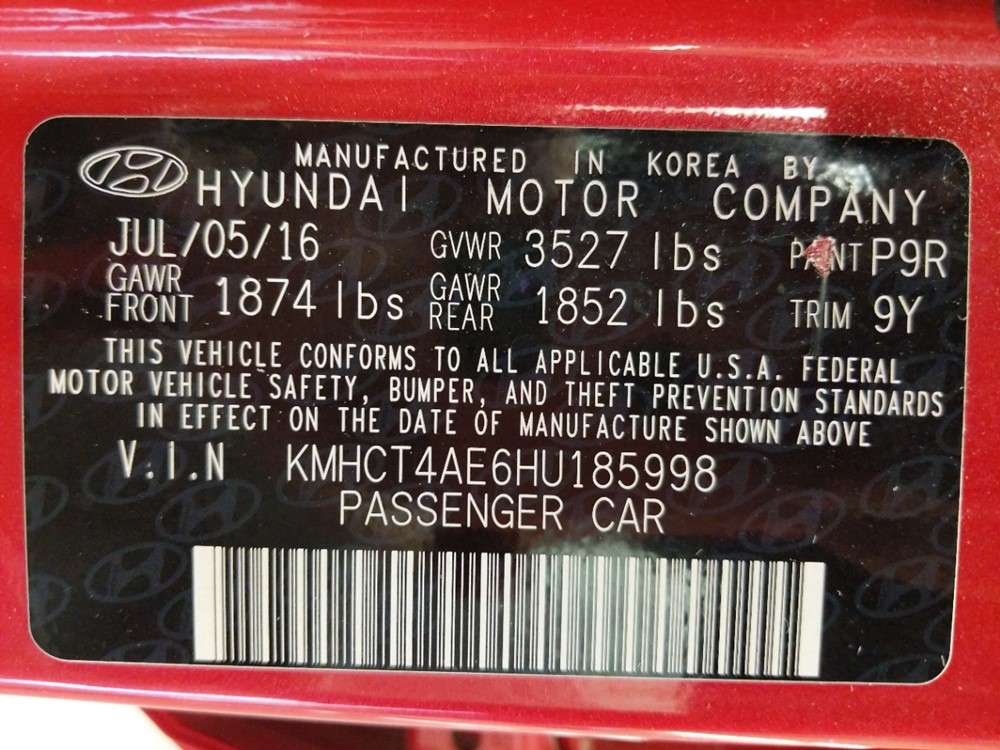 MANUFACTURED IN KOREA BY
HYUNDAI MOTOR COMPANY
JUL/05/16 GVWR 3527 lbs PAINT P9R
GAWR FRONT 1874 lbs GAWR REAR 1852 lbs TRIM 9Y
THIS VEHICLE CONFORMS TO ALL APPLICABLE U.S.A. FEDERAL
MOTOR VEHICLE SAFETY, BUMPER, AND THEFT PREVENTION STANDARDS
IN EFFECT ON THE DATE OF MANUFACTURE SHOWN ABOVE
V.I.N KMHCT4AE6HU185998
PASSENGER CAR